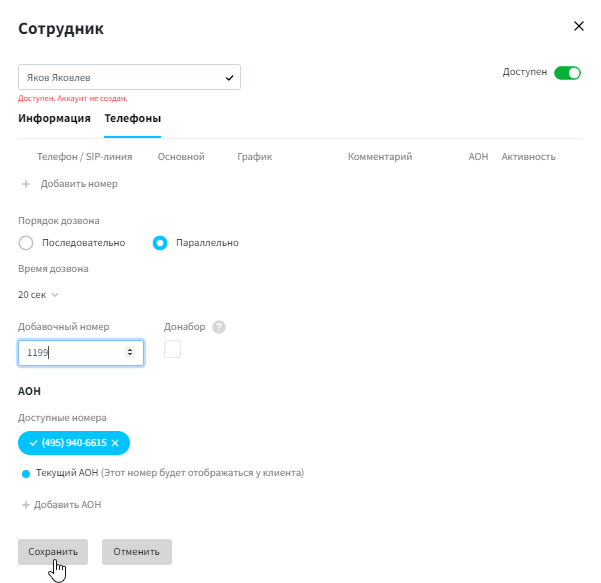 Сотрудник
Яков Яковлев
Доступен
Доступен. Аккаунт не создан.
Информация Телефоны
Телефон / SIP-линия Основной График Комментарий АОН Активность
+ Добавить номер
Порядок дозвона
Последовательно Параллельно
Время дозвона
20 сек
Добавочный номер Донабор ?
1199
АОН
Доступные номера
(495) 940-6615
Текущий АОН (Этот номер будет отображаться у клиента)
+ Добавить АОН
Сохранить Отменить